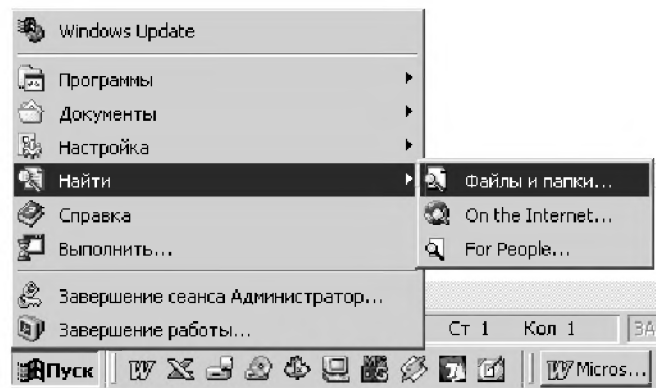 Windows Update
Программы
Документы
Настройка
Найти
Файлы и папки...
On the Internet...
For People...
Справка
Выполнить...
Завершение сеанса Администратор...
Завершение работы...
Ст 1 Кол 1 ЗА
Пуск Micros...